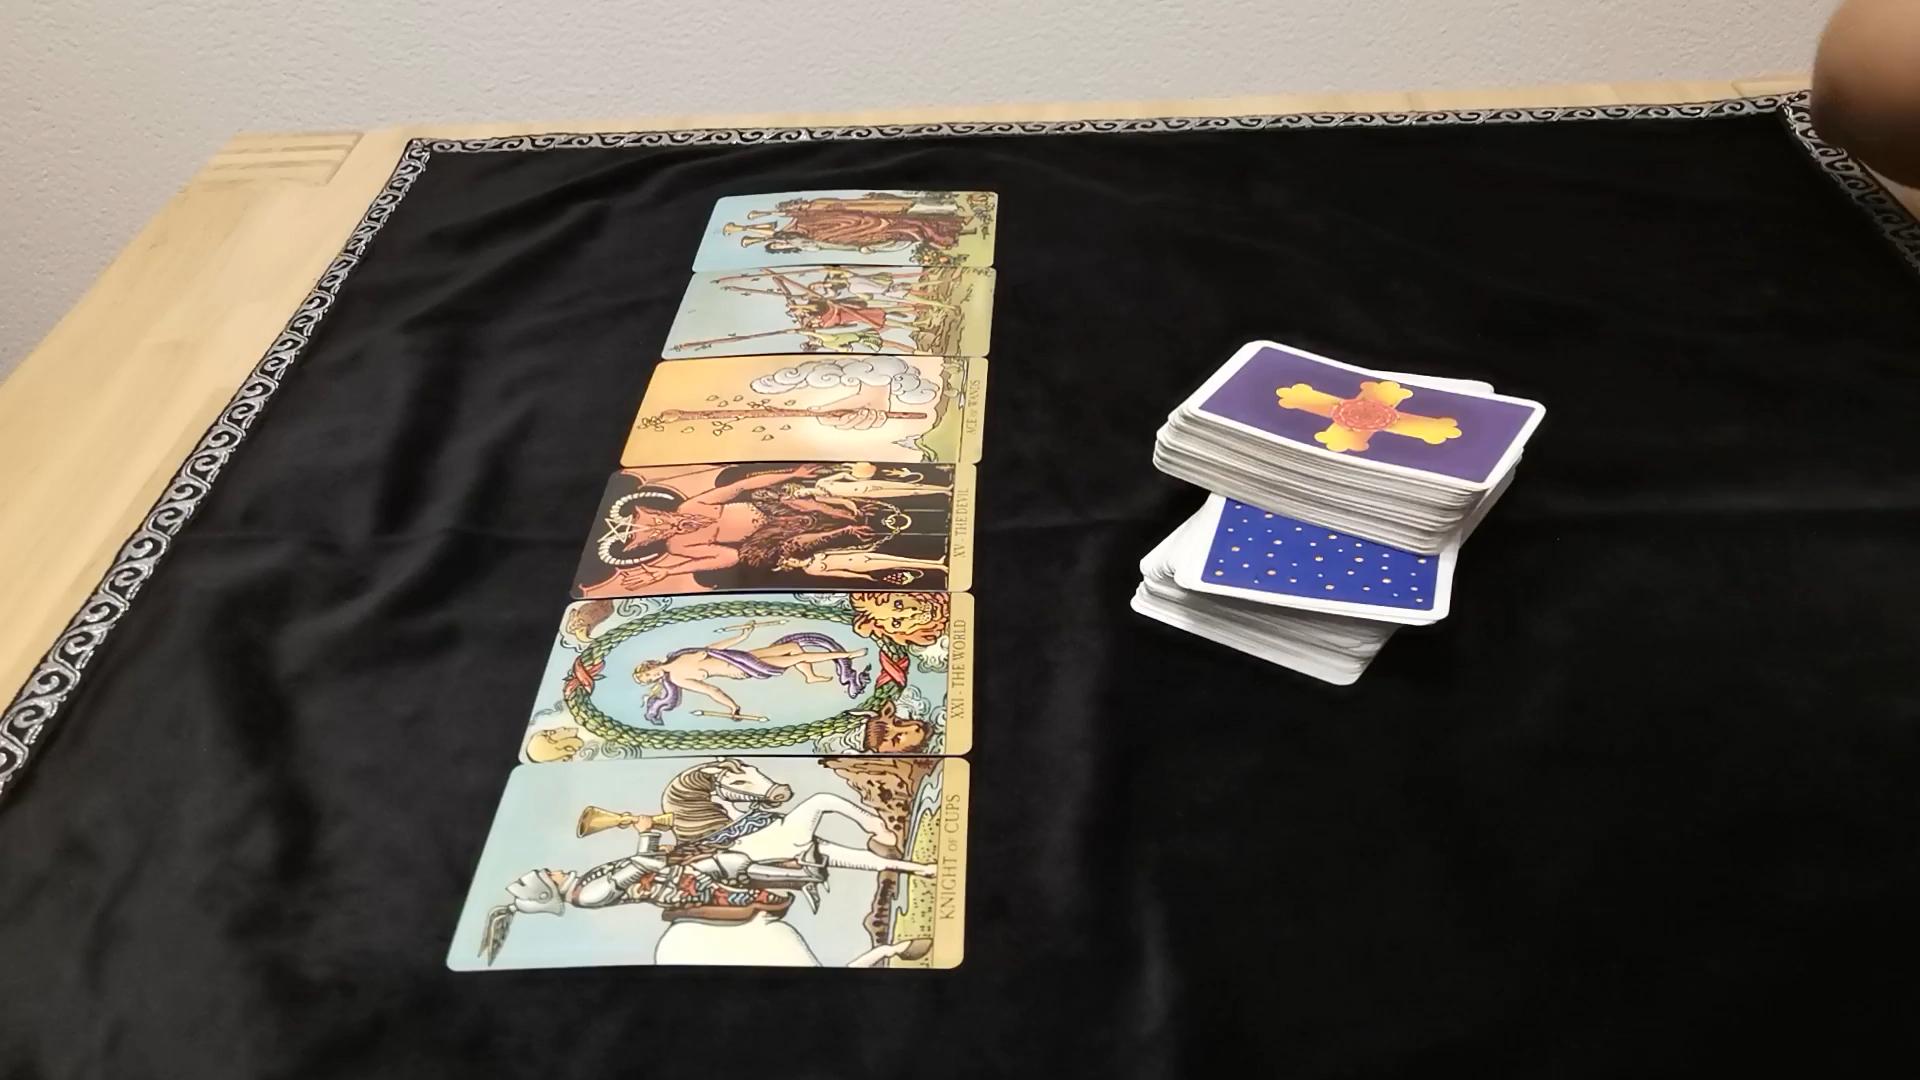 ACE OF WANDS
XV - THE DEVIL
XXI - THE WORLD
KNIGHT OF CUPS